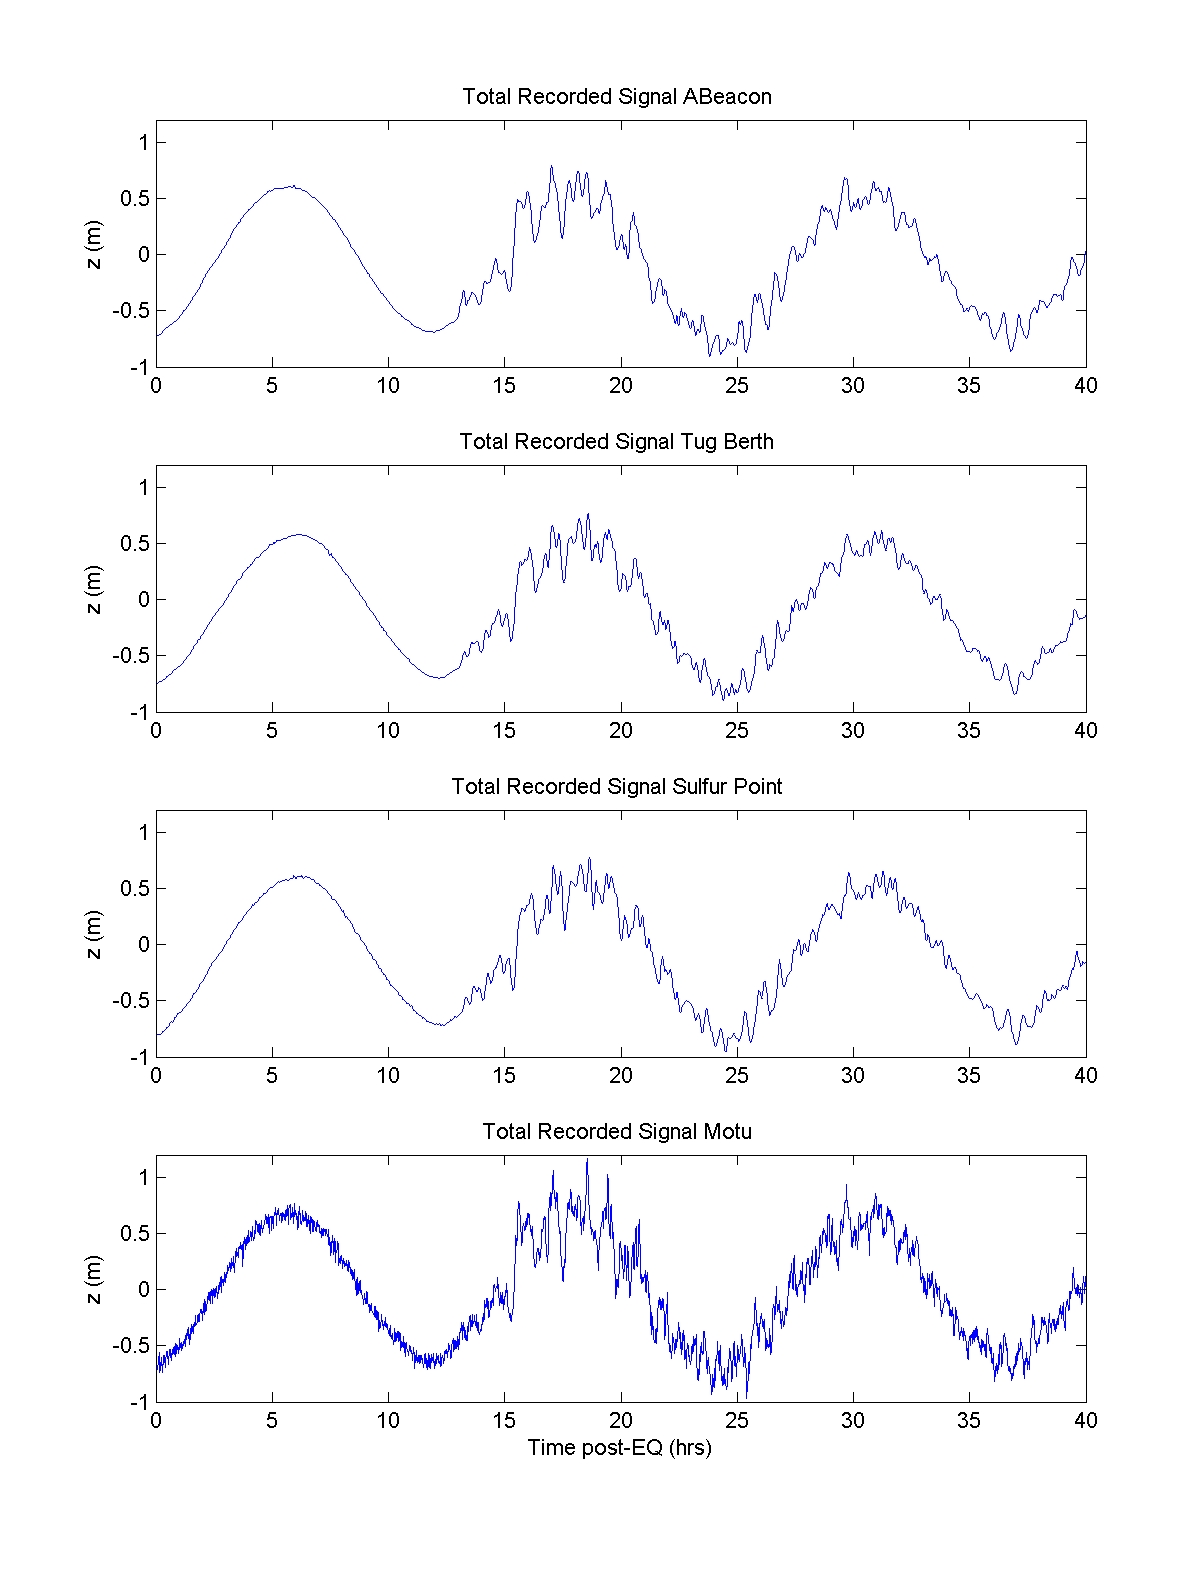 Total Recorded Signal ABeacon
1
0.5
0
-0.5
-1
z (m)
0 5 10 15 20 25 30 35 40
Total Recorded Signal Tug Berth
1
0.5
0
-0.5
-1
z (m)
0 5 10 15 20 25 30 35 40
Total Recorded Signal Sulfur Point
1
0.5
0
-0.5
-1
z (m)
0 5 10 15 20 25 30 35 40
Total Recorded Signal Motu
1
0.5
0
-0.5
-1
z (m)
0 5 10 15 20 25 30 35 40
Time post-EQ (hrs)